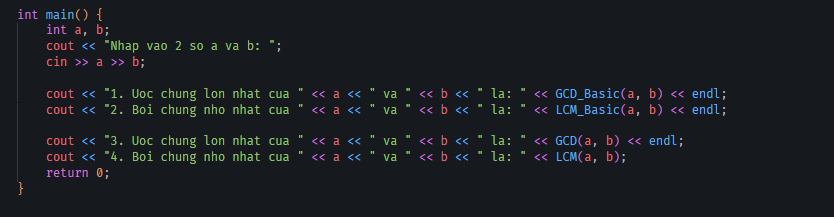 int main() {
    int a, b;
    cout << "Nhap vao 2 so a va b: ";
    cin >> a >> b;

    cout << "1. Uoc chung lon nhat cua " << a << " va " << b << " la: " << GCD_Basic(a, b) << endl;
    cout << "2. Boi chung nho nhat cua " << a << " va " << b << " la: " << LCM_Basic(a, b) << endl;

    cout << "3. Uoc chung lon nhat cua " << a << " va " << b << " la: " << GCD(a, b) << endl;
    cout << "4. Boi chung nho nhat cua " << a << " va " << b << " la: " << LCM(a, b);
    return 0;
}